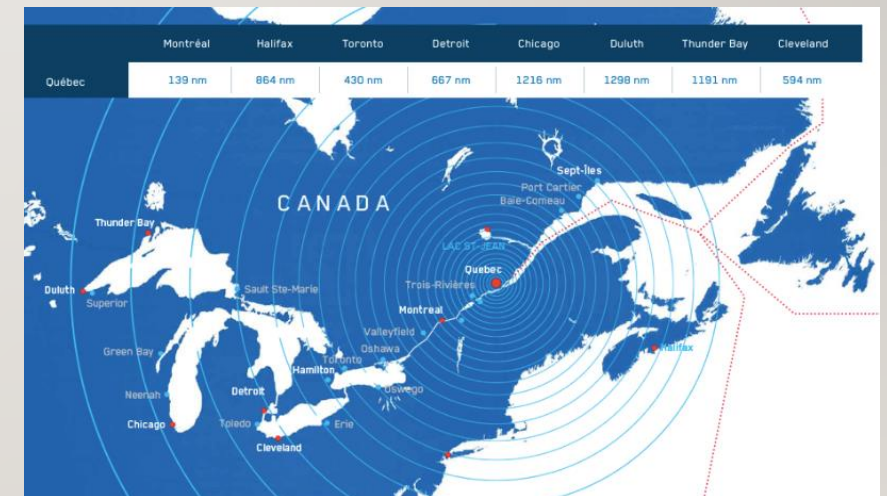 Montréal Halifax Toronto Detroit Chicago Duluth Thunder Bay Cleveland
Québec 139 nm 864 nm 430 nm 667 nm 1216 nm 1298 nm 1191 nm 594 nm
Sept-Îles
Port Cartier
Baie-Comeau
CANADA
Thunder Bay
LAC ST-JEAN
Quebec
Duluth
Sault Ste-Marie
Trois-Rivières
Superior
Montreal
Valleyfield
Green Bay
Oshawa
Halifax
Toronto
Hamilton
Detroit
Oswego
Neenah
Chicago
Toledo
Erie
Cleveland